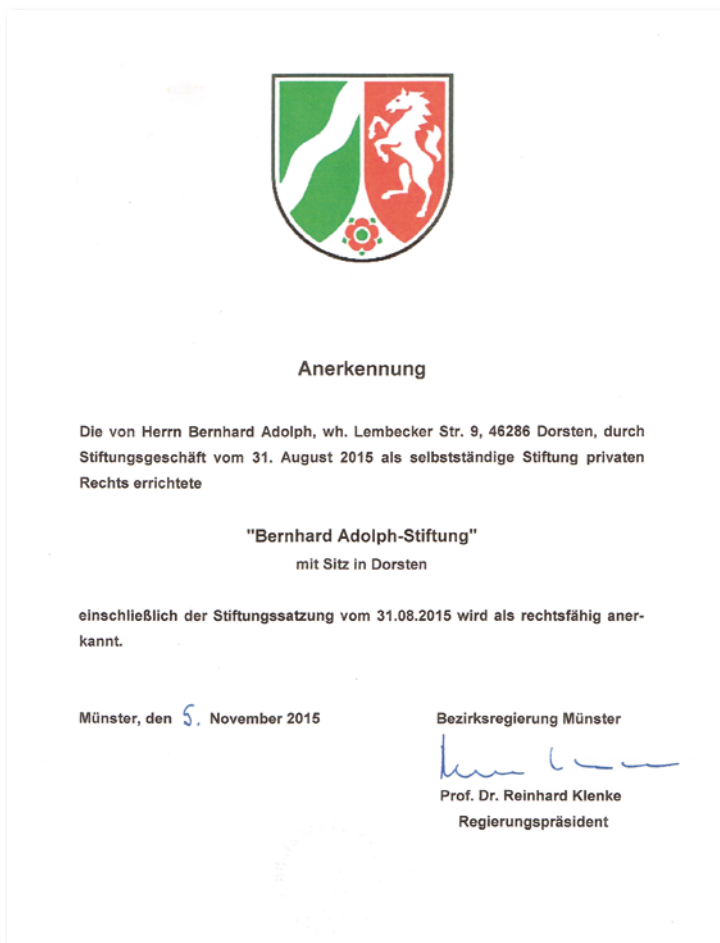 Anerkennung
Die von Herrn Bernhard Adolph, wh. Lembecker Str. 9, 46286 Dorsten, durch
Stiftungsgeschäft vom 31. August 2015 als selbstständige Stiftung privaten
Rechts errichtete
"Bernhard Adolph-Stiftung"
mit Sitz in Dorsten
einschließlich der Stiftungssatzung vom 31.08.2015 wird als rechtsfähig aner-
kannt.
Münster, den 5. November 2015
Bezirksregierung Münster
Prof. Dr. Reinhard Klenke
Regierungspräsident